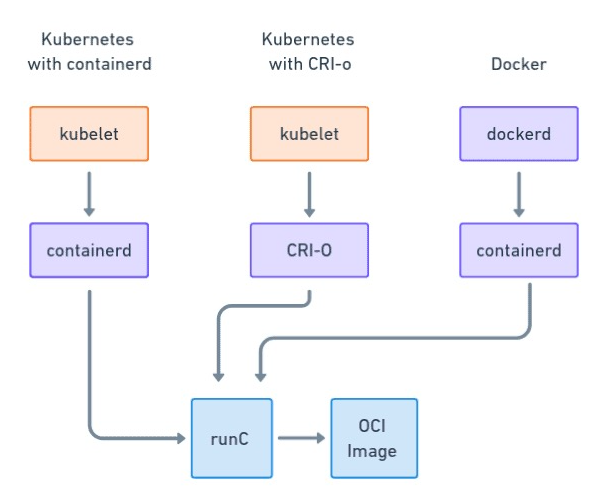 Kubernetes
with containerd
Kubernetes
with CRI-o
Docker
kubelet
kubelet
dockerd
containerd
CRI-O
containerd
runC
OCI
Image